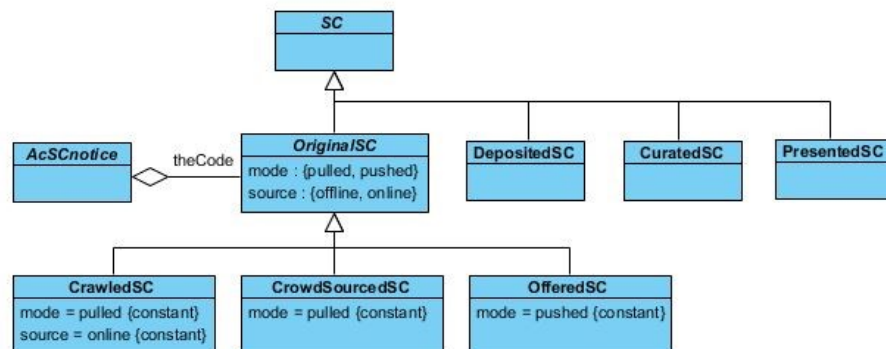 SC
AcSCnotice
theCode
OriginalSC
mode : {pulled, pushed}
source : {offline, online}
DepositedSC
CuratedSC
PresentedSC
CrawledSC
mode = pulled {constant}
source = online {constant}
CrowdSourcedSC
mode = pulled {constant}
OfferedSC
mode = pushed {constant}